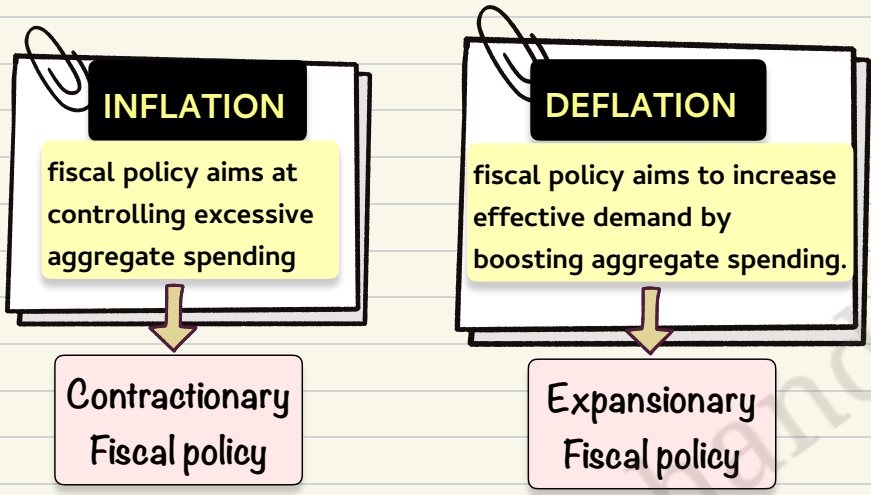 INFLATION
fiscal policy aims at
controlling excessive
aggregate spending
Contractionary
Fiscal policy
DEFLATION
fiscal policy aims to increase
effective demand by
boosting aggregate spending.
Expansionary
Fiscal policy